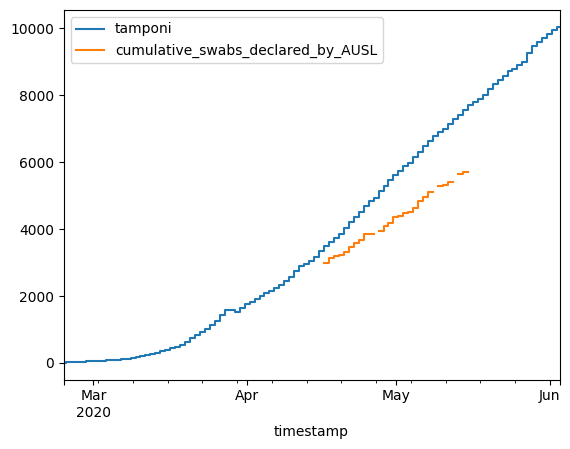 tamponi
cumulative_swabs_declared_by_AUSL
10000
8000
6000
4000
2000
0
Mar
2020
Apr
May
Jun
timestamp